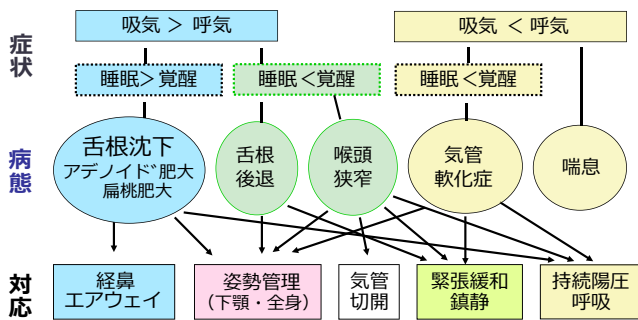 症状
吸気 > 呼気
吸気 < 呼気
睡眠>覚醒
睡眠<覚醒
睡眠<覚醒
病態
舌根沈下
アデノイド゛肥大
扁桃肥大
舌根
後退
喉頭
狭窄
気管
軟化症
喘息
対応
経鼻
エアウェイ
姿勢管理
(下顎・全身)
気管
切開
緊張緩和
鎮静
持続陽圧
呼吸